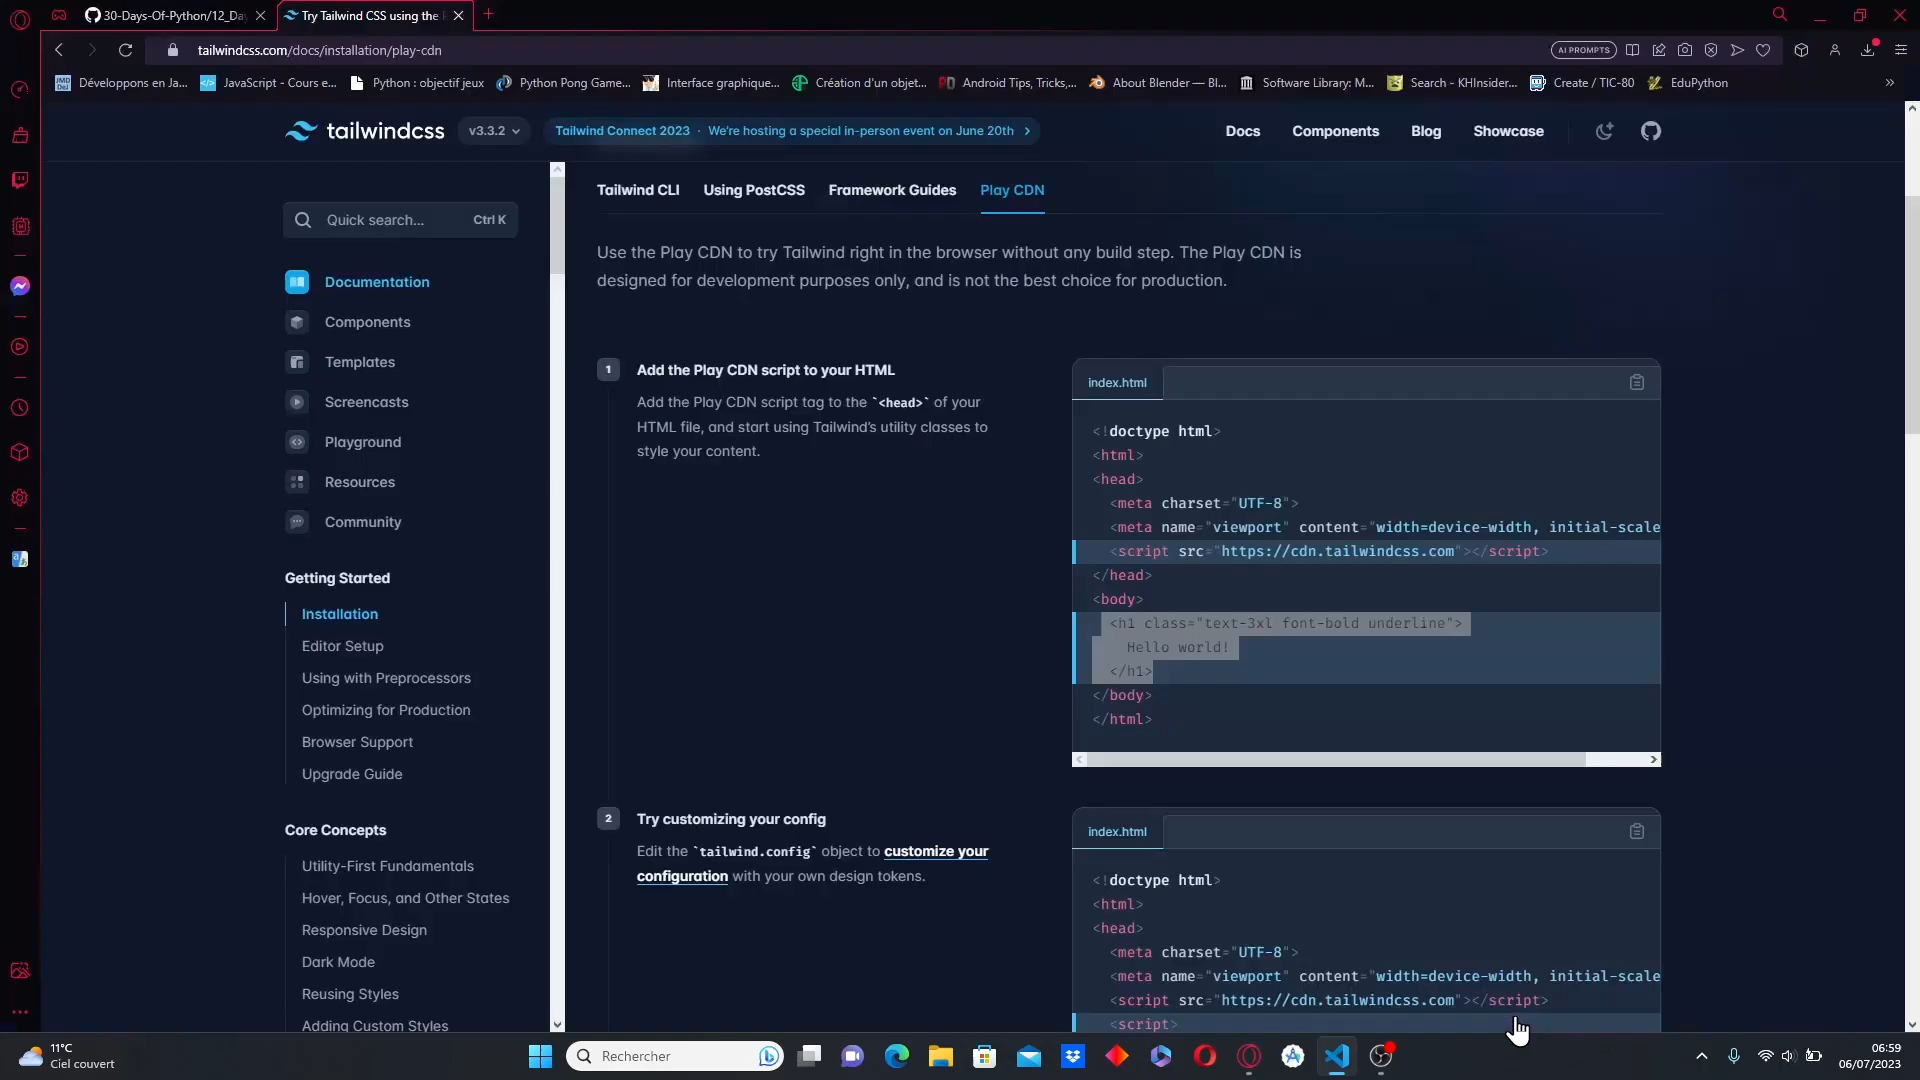 30-Days-Of-Python/12_Da
Try Tailwind CSS using the
tailwindcss.com/docs/installation/play-cdn
AI PROMPTS
Développons en Ja...
JavaScript - Cours e...
Python : objectif jeux
Python Pong Game...
Interface graphique...
Création d'un objet...
Android Tips, Tricks,...
About Blender — Bl...
Software Library: M...
Search - KHInsider...
Create / TIC-80
EduPython
tailwindcss
v3.3.2
Tailwind Connect 2023 · We're hosting a special in-person event on June 20th
Docs
Components
Blog
Showcase
Quick search...
Ctrl K
Documentation
Components
Templates
Screencasts
Playground
Resources
Community
Getting Started
Installation
Editor Setup
Using with Preprocessors
Optimizing for Production
Browser Support
Upgrade Guide
Core Concepts
Utility-First Fundamentals
Hover, Focus, and Other States
Responsive Design
Dark Mode
Reusing Styles
Adding Custom Styles
Tailwind CLI
Using PostCSS
Framework Guides
Play CDN
Use the Play CDN to try Tailwind right in the browser without any build step. The Play CDN is
designed for development purposes only, and is not the best choice for production.
1
Add the Play CDN script to your HTML
Add the Play CDN script tag to the `<head>` of your
HTML file, and start using Tailwind's utility classes to
style your content.
index.html
<!doctype html>
<html>
<head>
<meta charset="UTF-8">
<meta name="viewport" content="width=device-width, initial-scale
<script src="https://cdn.tailwindcss.com"></script>
</head>
<body>
<h1 class="text-3xl font-bold underline">
Hello world!
</h1>
</body>
</html>
2
Try customizing your config
Edit the `tailwind.config` object to customize your
configuration with your own design tokens.
index.html
<!doctype html>
<html>
<head>
<meta charset="UTF-8">
<meta name="viewport" content="width=device-width, initial-scale
<script src="https://cdn.tailwindcss.com"></script>
<script>
11°C
Ciel couvert
Rechercher
06:59
06/07/2023